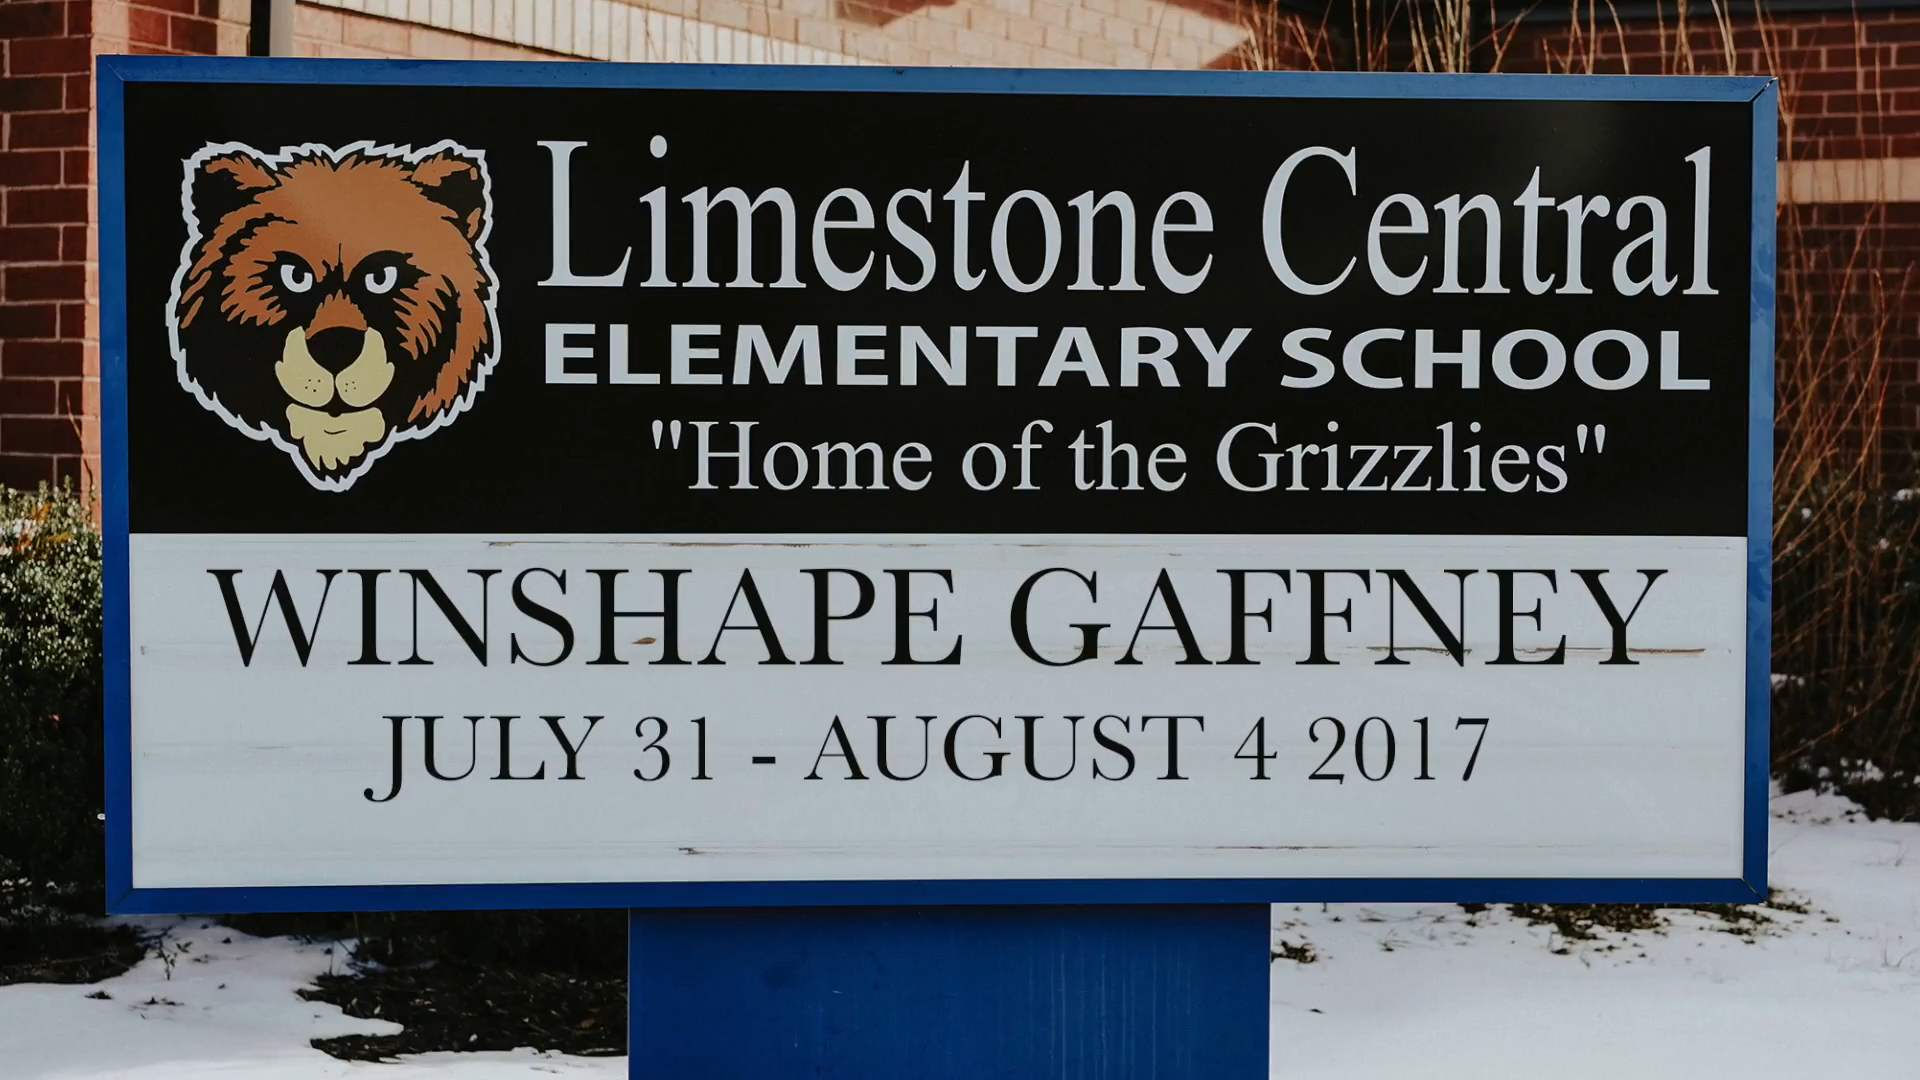 Limestone Central
ELEMENTARY SCHOOL
"Home of the Grizzlies"
WINSHAPE GAFFNEY
JULY 31 - AUGUST 4 2017